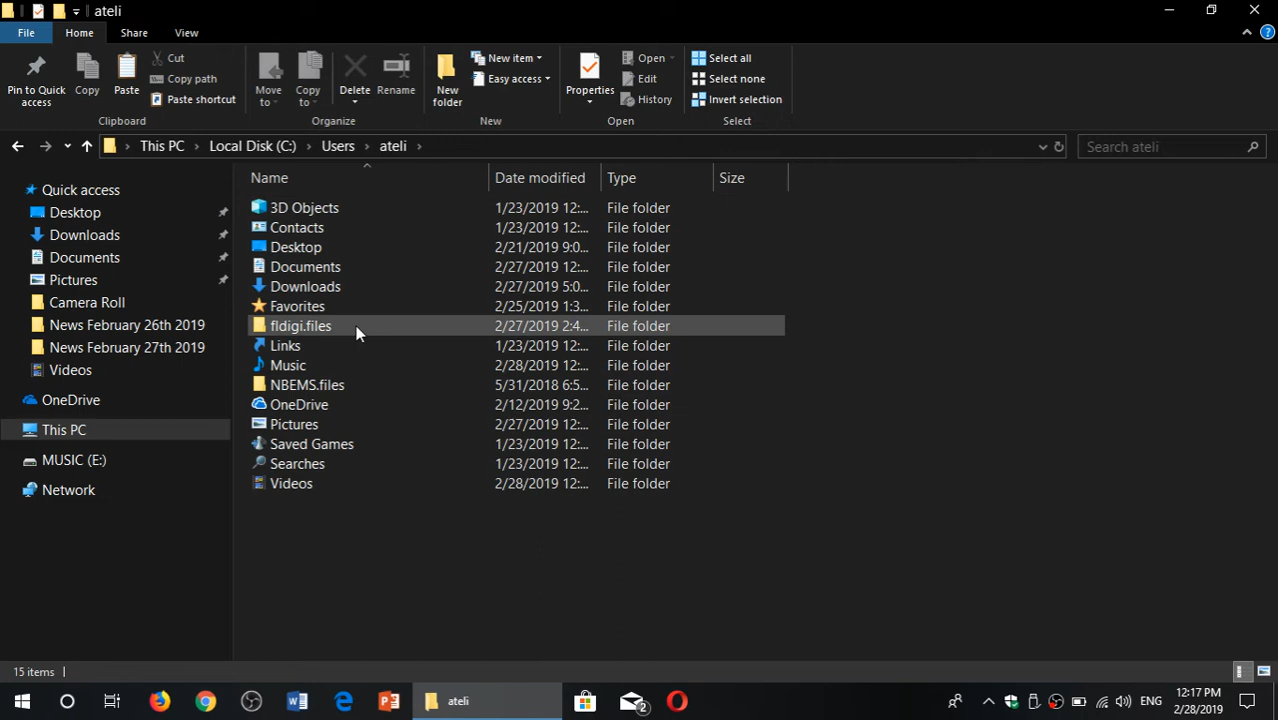 ateli
File Home Share View
Pin to Quick access
Copy
Paste
Cut
Copy path
Paste shortcut
Clipboard
Move to
Copy to
Delete
Rename
Organize
New folder
New item
Easy access
New
Properties
Open
Edit
History
Open
Select all
Select none
Invert selection
Select
This PC › Local Disk (C:) › Users › ateli ›
Search ateli
Quick access
Desktop
Downloads
Documents
Pictures
Camera Roll
News February 26th 2019
News February 27th 2019
Videos
OneDrive
This PC
MUSIC (E:)
Network
Name Date modified Type Size
3D Objects 1/23/2019 12:... File folder
Contacts 1/23/2019 12:... File folder
Desktop 2/21/2019 9:0... File folder
Documents 2/27/2019 12:... File folder
Downloads 2/27/2019 5:0... File folder
Favorites 2/25/2019 1:3... File folder
fldigi.files 2/27/2019 2:4... File folder
Links 1/23/2019 12:... File folder
Music 2/28/2019 12:... File folder
NBEMS.files 5/31/2018 6:5... File folder
OneDrive 2/12/2019 9:2... File folder
Pictures 2/27/2019 12:... File folder
Saved Games 1/23/2019 12:... File folder
Searches 1/23/2019 12:... File folder
Videos 2/28/2019 12:... File folder
15 items
ateli
2
ENG
12:17 PM
2/28/2019